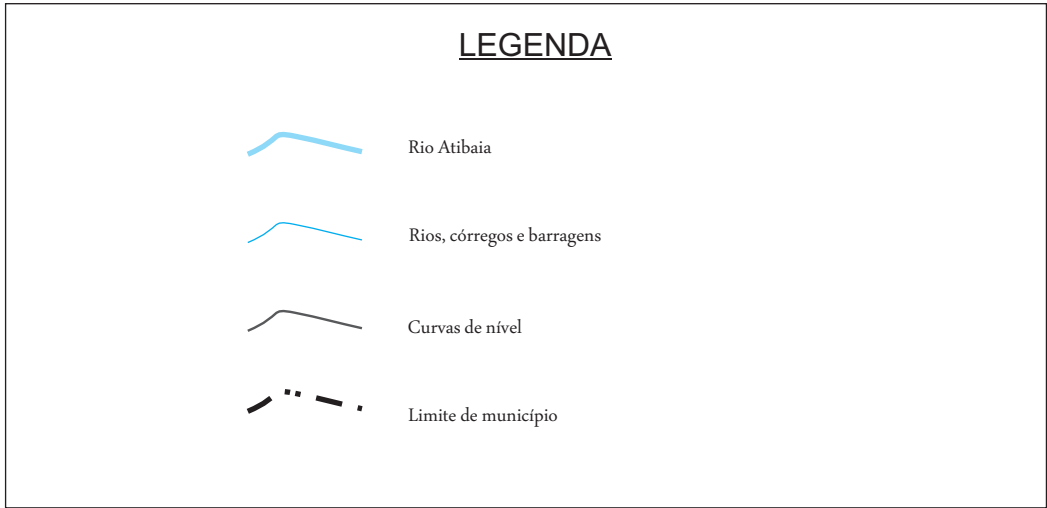 LEGENDA
Rio Atibaia
Rios, córregos e barragens
Curvas de nível
Limite de município